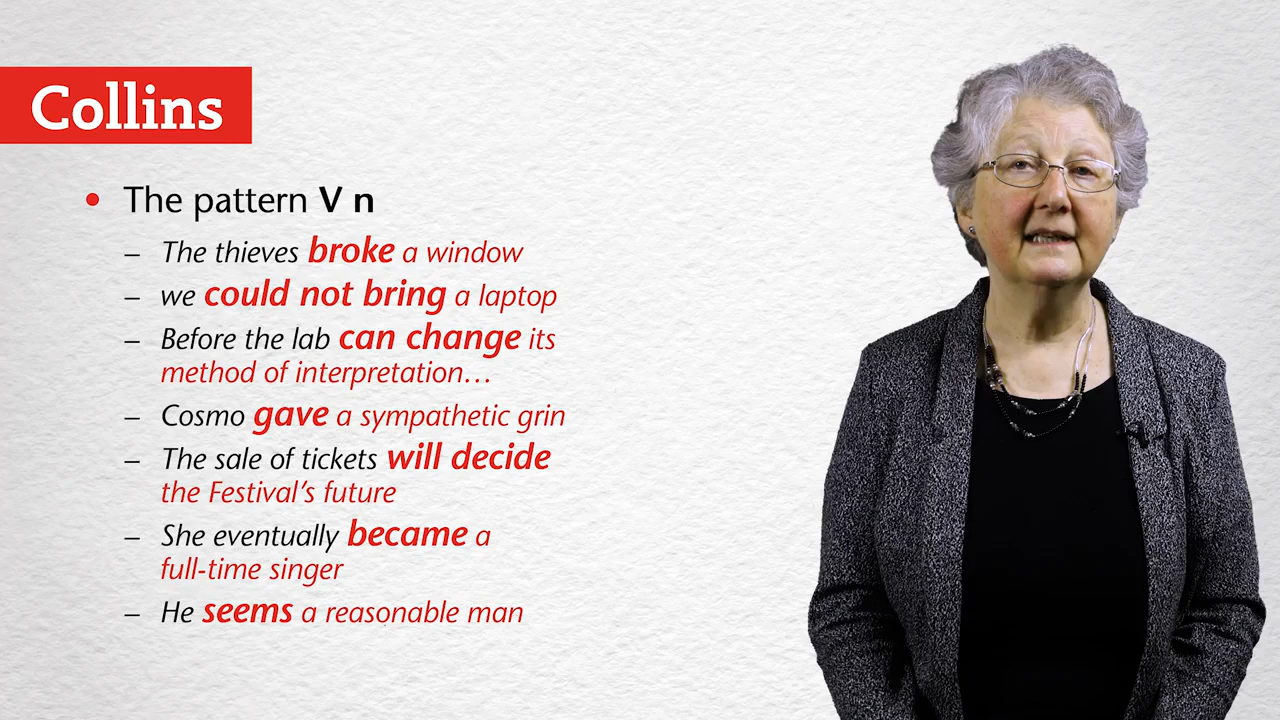 Collins
• The pattern V n
– The thieves broke a window
– we could not bring a laptop
– Before the lab can change its
method of interpretation…
– Cosmo gave a sympathetic grin
– The sale of tickets will decide
the Festival’s future
– She eventually became a
full-time singer
– He seems a reasonable man